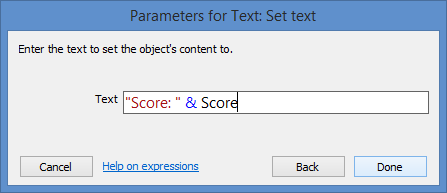 Parameters for Text: Set text
Enter the text to set the object's content to.
Text "Score: " & Score
Cancel Help on expressions Back Done